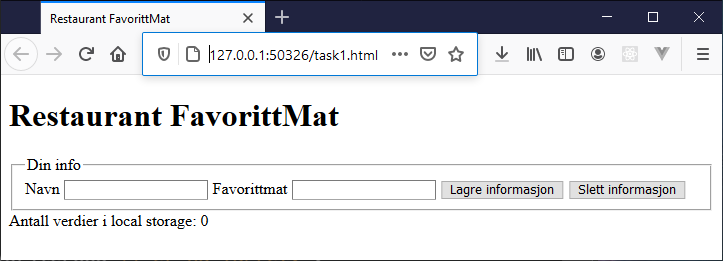 Restaurant FavorittMat
127.0.0.1:50326/task1.html
Restaurant FavorittMat
Din info
Navn Favorittmat Lagre informasjon Slett informasjon
Antall verdier i local storage: 0